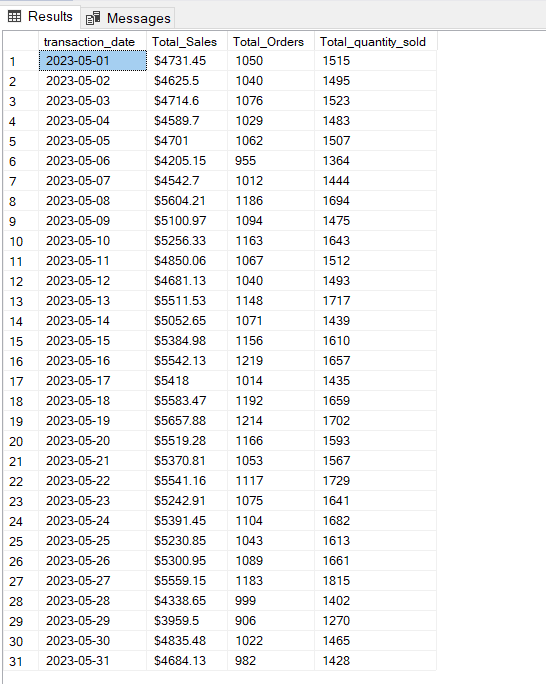 Results Messages
transaction_date Total_Sales Total_Orders Total_quantity_sold
1 2023-05-01 $4731.45 1050 1515
2 2023-05-02 $4625.5 1040 1495
3 2023-05-03 $4714.6 1076 1523
4 2023-05-04 $4589.7 1029 1483
5 2023-05-05 $4701 1062 1507
6 2023-05-06 $4205.15 955 1364
7 2023-05-07 $4542.7 1012 1444
8 2023-05-08 $5604.21 1186 1694
9 2023-05-09 $5100.97 1094 1475
10 2023-05-10 $5256.33 1163 1643
11 2023-05-11 $4850.06 1067 1512
12 2023-05-12 $4681.13 1040 1493
13 2023-05-13 $5511.53 1148 1717
14 2023-05-14 $5052.65 1071 1439
15 2023-05-15 $5384.98 1156 1610
16 2023-05-16 $5542.13 1219 1657
17 2023-05-17 $5418 1014 1435
18 2023-05-18 $5583.47 1192 1659
19 2023-05-19 $5657.88 1214 1702
20 2023-05-20 $5519.28 1166 1593
21 2023-05-21 $5370.81 1053 1567
22 2023-05-22 $5541.16 1117 1729
23 2023-05-23 $5242.91 1075 1641
24 2023-05-24 $5391.45 1104 1682
25 2023-05-25 $5230.85 1043 1613
26 2023-05-26 $5300.95 1089 1661
27 2023-05-27 $5559.15 1183 1815
28 2023-05-28 $4338.65 999 1402
29 2023-05-29 $3959.5 906 1270
30 2023-05-30 $4835.48 1022 1465
31 2023-05-31 $4684.13 982 1428